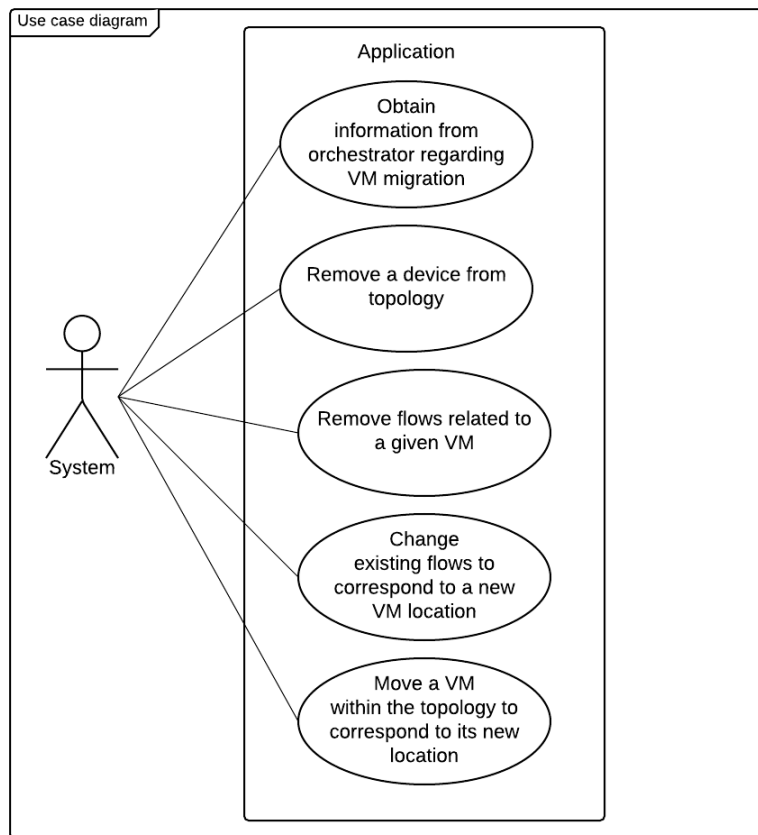 Use case diagram
Application
Obtain
information from
orchestrator regarding
VM migration
Remove a device from
topology
Remove flows related to
a given VM
System
Change
existing flows to
correspond to a new
VM location
Move a VM
within the topology to
correspond to its new
location